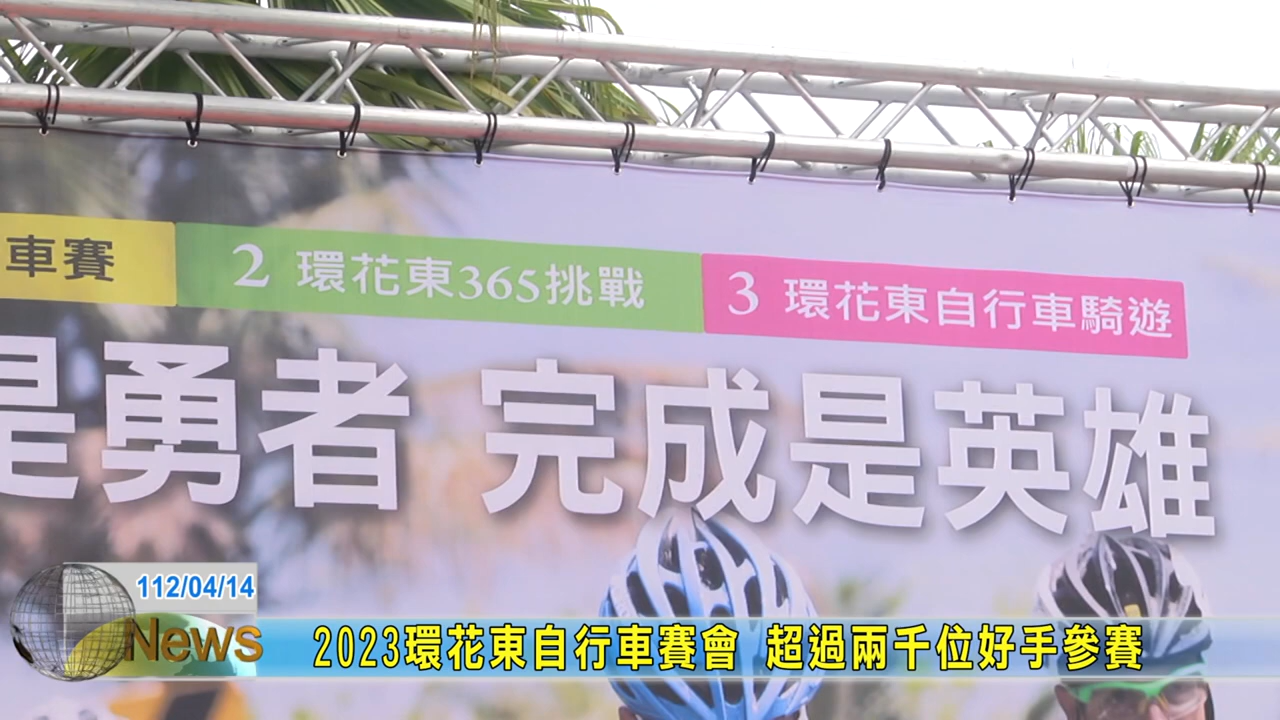 車賽
2 環花東365挑戰
3 環花東自行車騎遊
是勇者 完成是英雄
112/04/14
News
2023環花東自行車賽會 超過兩千位好手參賽